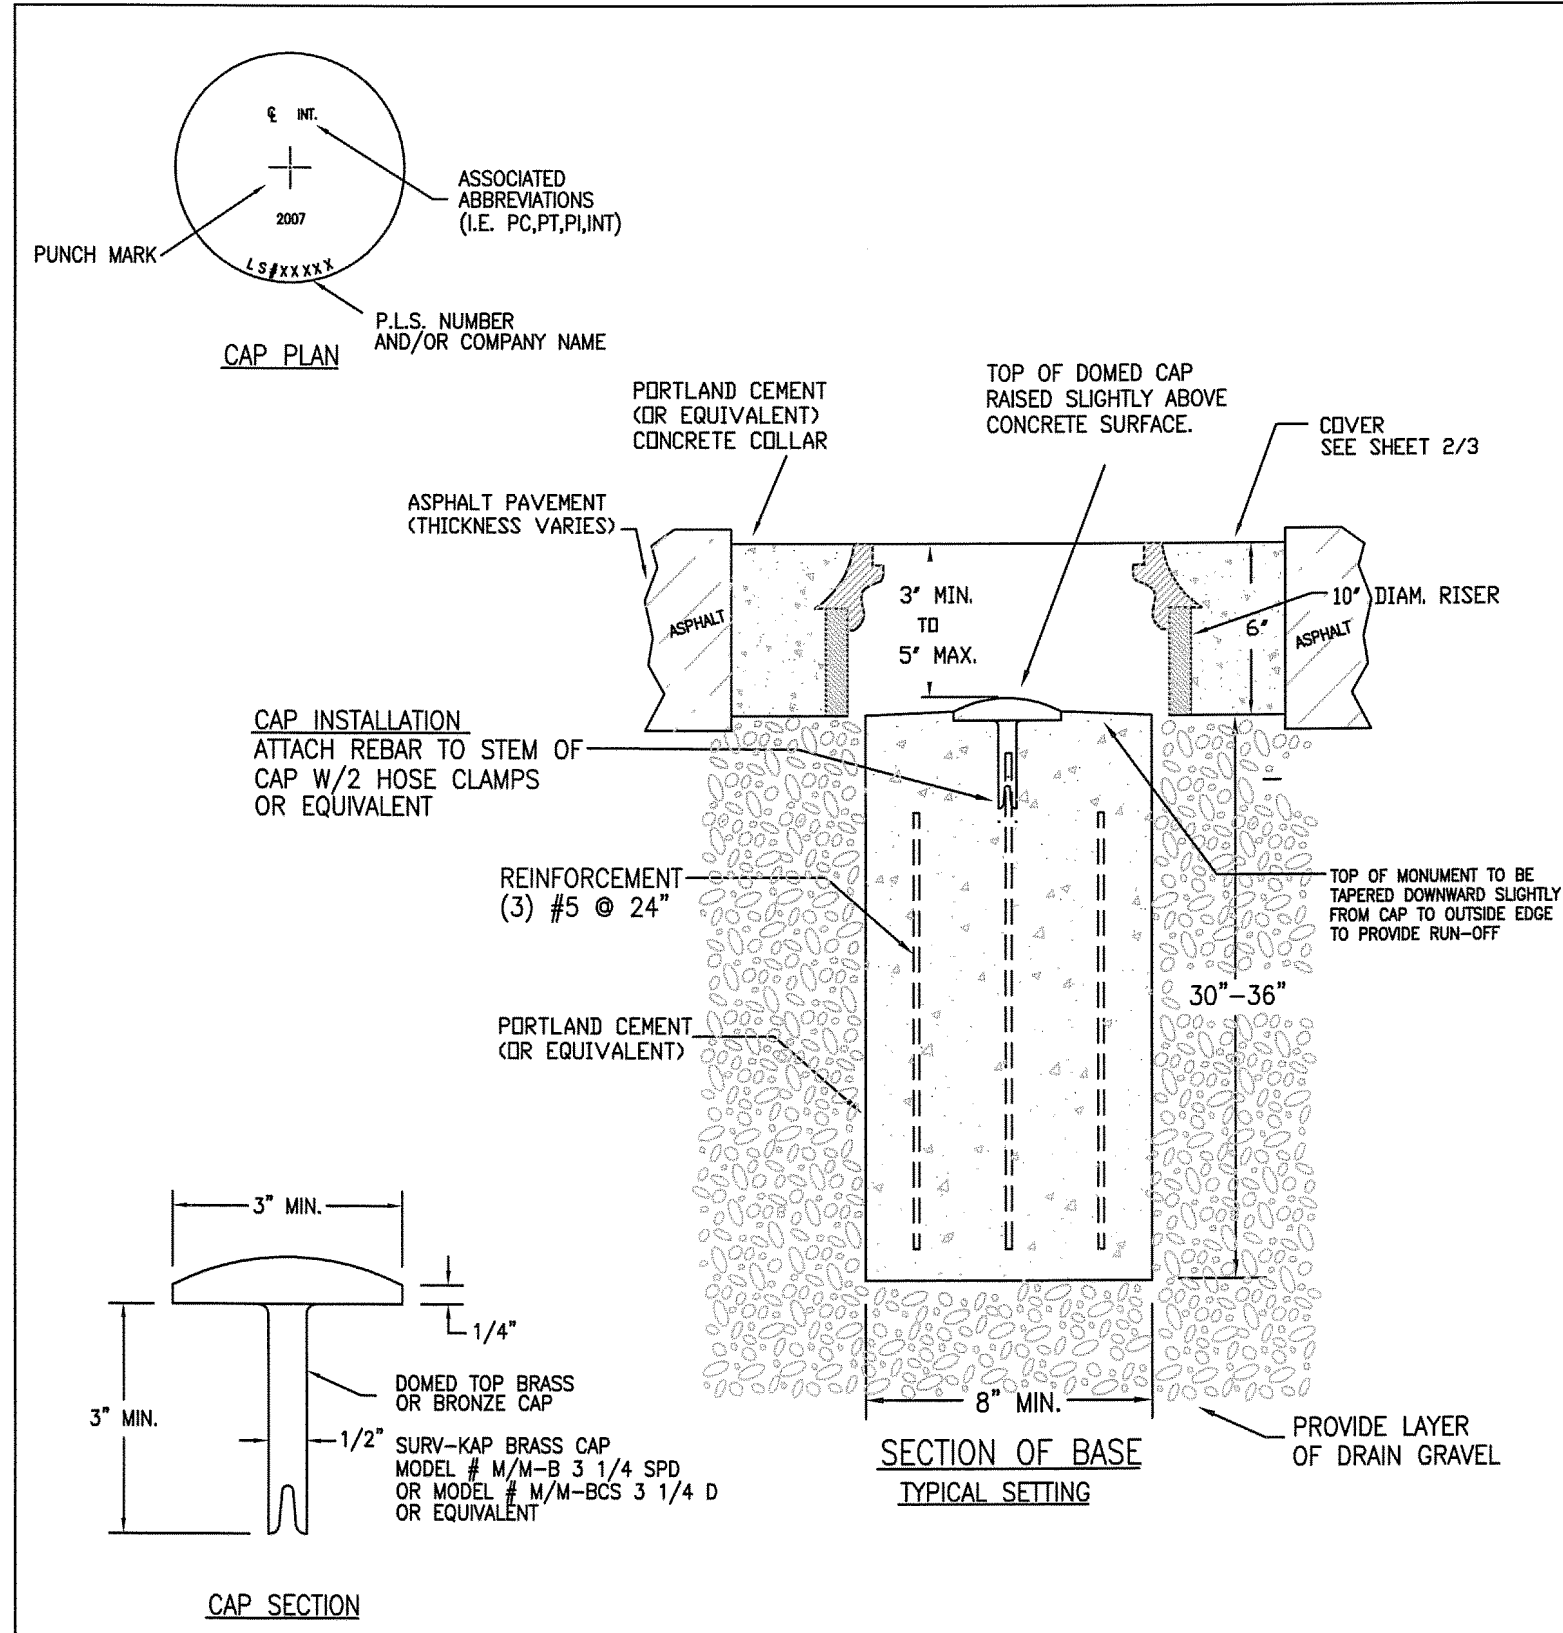 ℄ INT.
2007
LS#XXXXX
PUNCH MARK
ASSOCIATED
ABBREVIATIONS
(I.E. PC,PT,PI,INT)
P.L.S. NUMBER
AND/OR COMPANY NAME
CAP PLAN
PORTLAND CEMENT
(OR EQUIVALENT)
CONCRETE COLLAR
TOP OF DOMED CAP
RAISED SLIGHTLY ABOVE
CONCRETE SURFACE.
COVER
SEE SHEET 2/3
ASPHALT PAVEMENT
(THICKNESS VARIES)
ASPHALT
3" MIN.
TO
5" MAX.
6"
10" DIAM. RISER
ASPHALT
CAP INSTALLATION
ATTACH REBAR TO STEM OF
CAP W/2 HOSE CLAMPS
OR EQUIVALENT
REINFORCEMENT
(3) #5 @ 24"
TOP OF MONUMENT TO BE
TAPERED DOWNWARD SLIGHTLY
FROM CAP TO OUTSIDE EDGE
TO PROVIDE RUN-OFF
30"-36"
PORTLAND CEMENT
(OR EQUIVALENT)
8" MIN.
SECTION OF BASE
TYPICAL SETTING
PROVIDE LAYER
OF DRAIN GRAVEL
3" MIN.
1/4"
3" MIN.
1/2"
DOMED TOP BRASS
OR BRONZE CAP
SURV-KAP BRASS CAP
MODEL # M/M-B 3 1/4 SPD
OR MODEL # M/M-BCS 3 1/4 D
OR EQUIVALENT
CAP SECTION